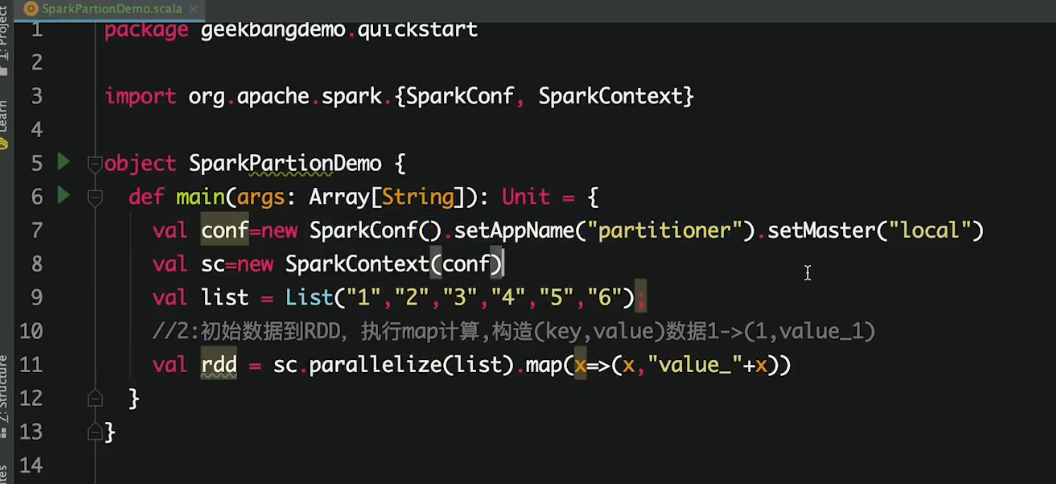 SparkPartionDemo.scala
1: Project
Learn
7: Structure
1 package geekbangdemo.quickstart
2
3 import org.apache.spark.{SparkConf, SparkContext}
4
5 object SparkPartionDemo {
6 def main(args: Array[String]): Unit = {
7 val conf=new SparkConf().setAppName("partitioner").setMaster("local")
8 val sc=new SparkContext(conf)
9 val list = List("1","2","3","4","5","6");
10 //2:初始数据到RDD, 执行map计算,构造(key,value)数据1->(1,value_1)
11 val rdd = sc.parallelize(list).map(x=>(x,"value_"+x))
12 }
13 }
14